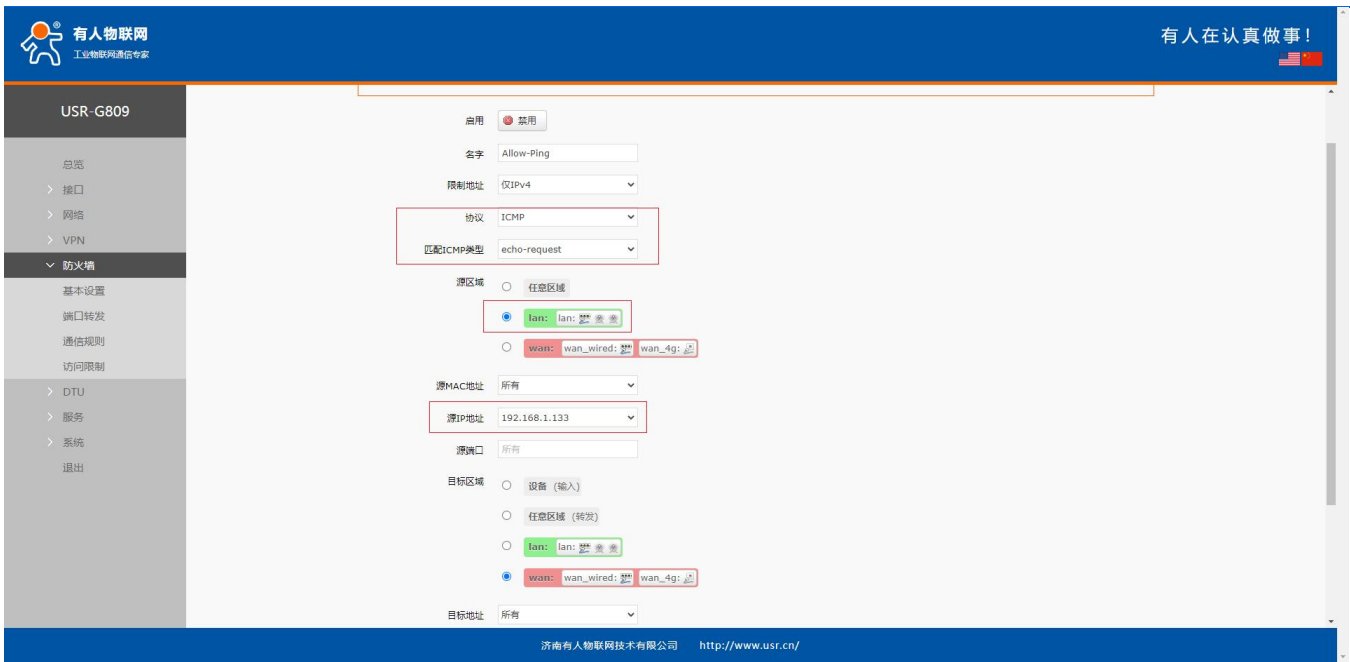 有人物联网
工业物联网通信专家
有人在认真做事!
USR-G809
总览
接口
网络
VPN
防火墙
基本设置
端口转发
通信规则
访问限制
DTU
服务
系统
退出
启用 禁用
名字 Allow-Ping
限制地址 仅IPv4
协议 ICMP
匹配ICMP类型 echo-request
源区域 任意区域
lan: lan:
wan: wan_wired: wan_4g:
源MAC地址 所有
源IP地址 192.168.1.133
源端口 所有
目标区域 设备 (输入)
任意区域 (转发)
lan: lan:
wan: wan_wired: wan_4g:
目标地址 所有
济南有人物联网技术有限公司 http://www.usr.cn/